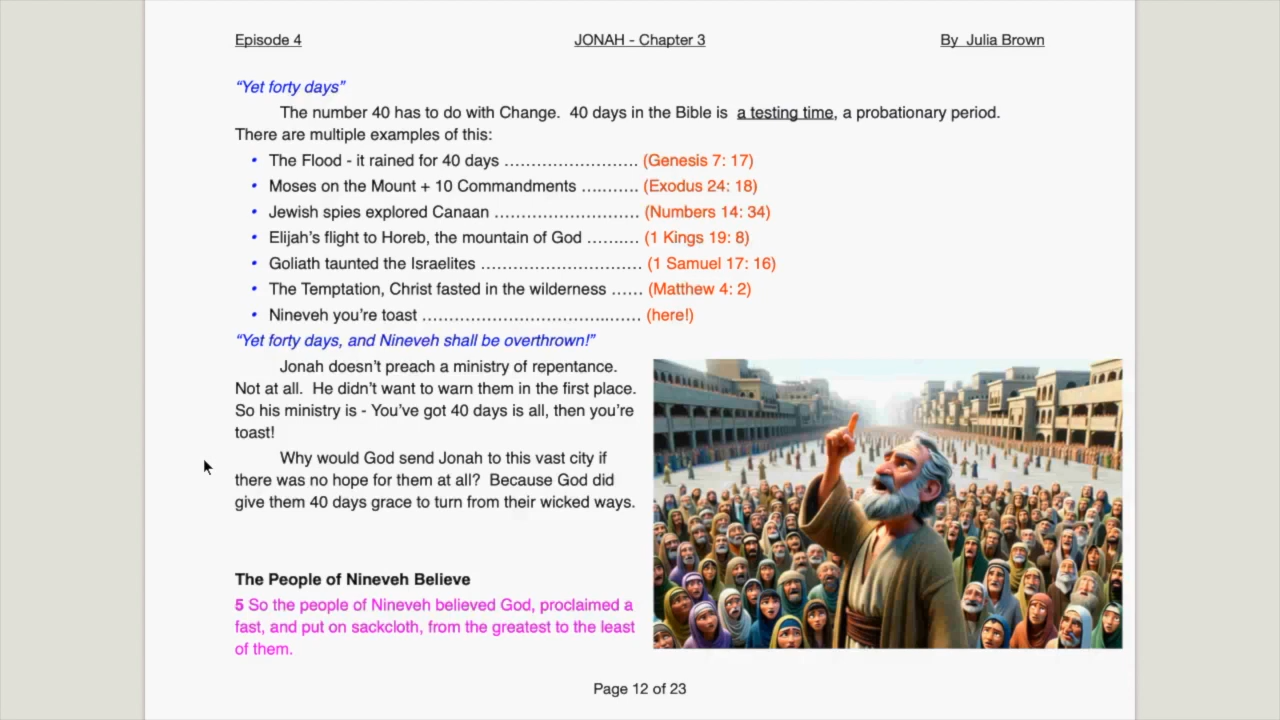 Episode 4 JONAH - Chapter 3 By Julia Brown
“Yet forty days”
The number 40 has to do with Change. 40 days in the Bible is a testing time, a probationary period.
There are multiple examples of this:
• The Flood - it rained for 40 days ……………………. (Genesis 7: 17)
• Moses on the Mount + 10 Commandments ……….. (Exodus 24: 18)
• Jewish spies explored Canaan ……………………… (Numbers 14: 34)
• Elijah’s flight to Horeb, the mountain of God ………. (1 Kings 19: 8)
• Goliath taunted the Israelites ………………………… (1 Samuel 17: 16)
• The Temptation, Christ fasted in the wilderness …… (Matthew 4: 2)
• Nineveh you’re toast …………………………….…… (here!)
“Yet forty days, and Nineveh shall be overthrown!”
Jonah doesn’t preach a ministry of repentance.
Not at all. He didn’t want to warn them in the first place.
So his ministry is - You’ve got 40 days is all, then you’re
toast!
Why would God send Jonah to this vast city if
there was no hope for them at all? Because God did
give them 40 days grace to turn from their wicked ways.
The People of Nineveh Believe
5 So the people of Nineveh believed God, proclaimed a
fast, and put on sackcloth, from the greatest to the least
of them.
Page 12 of 23